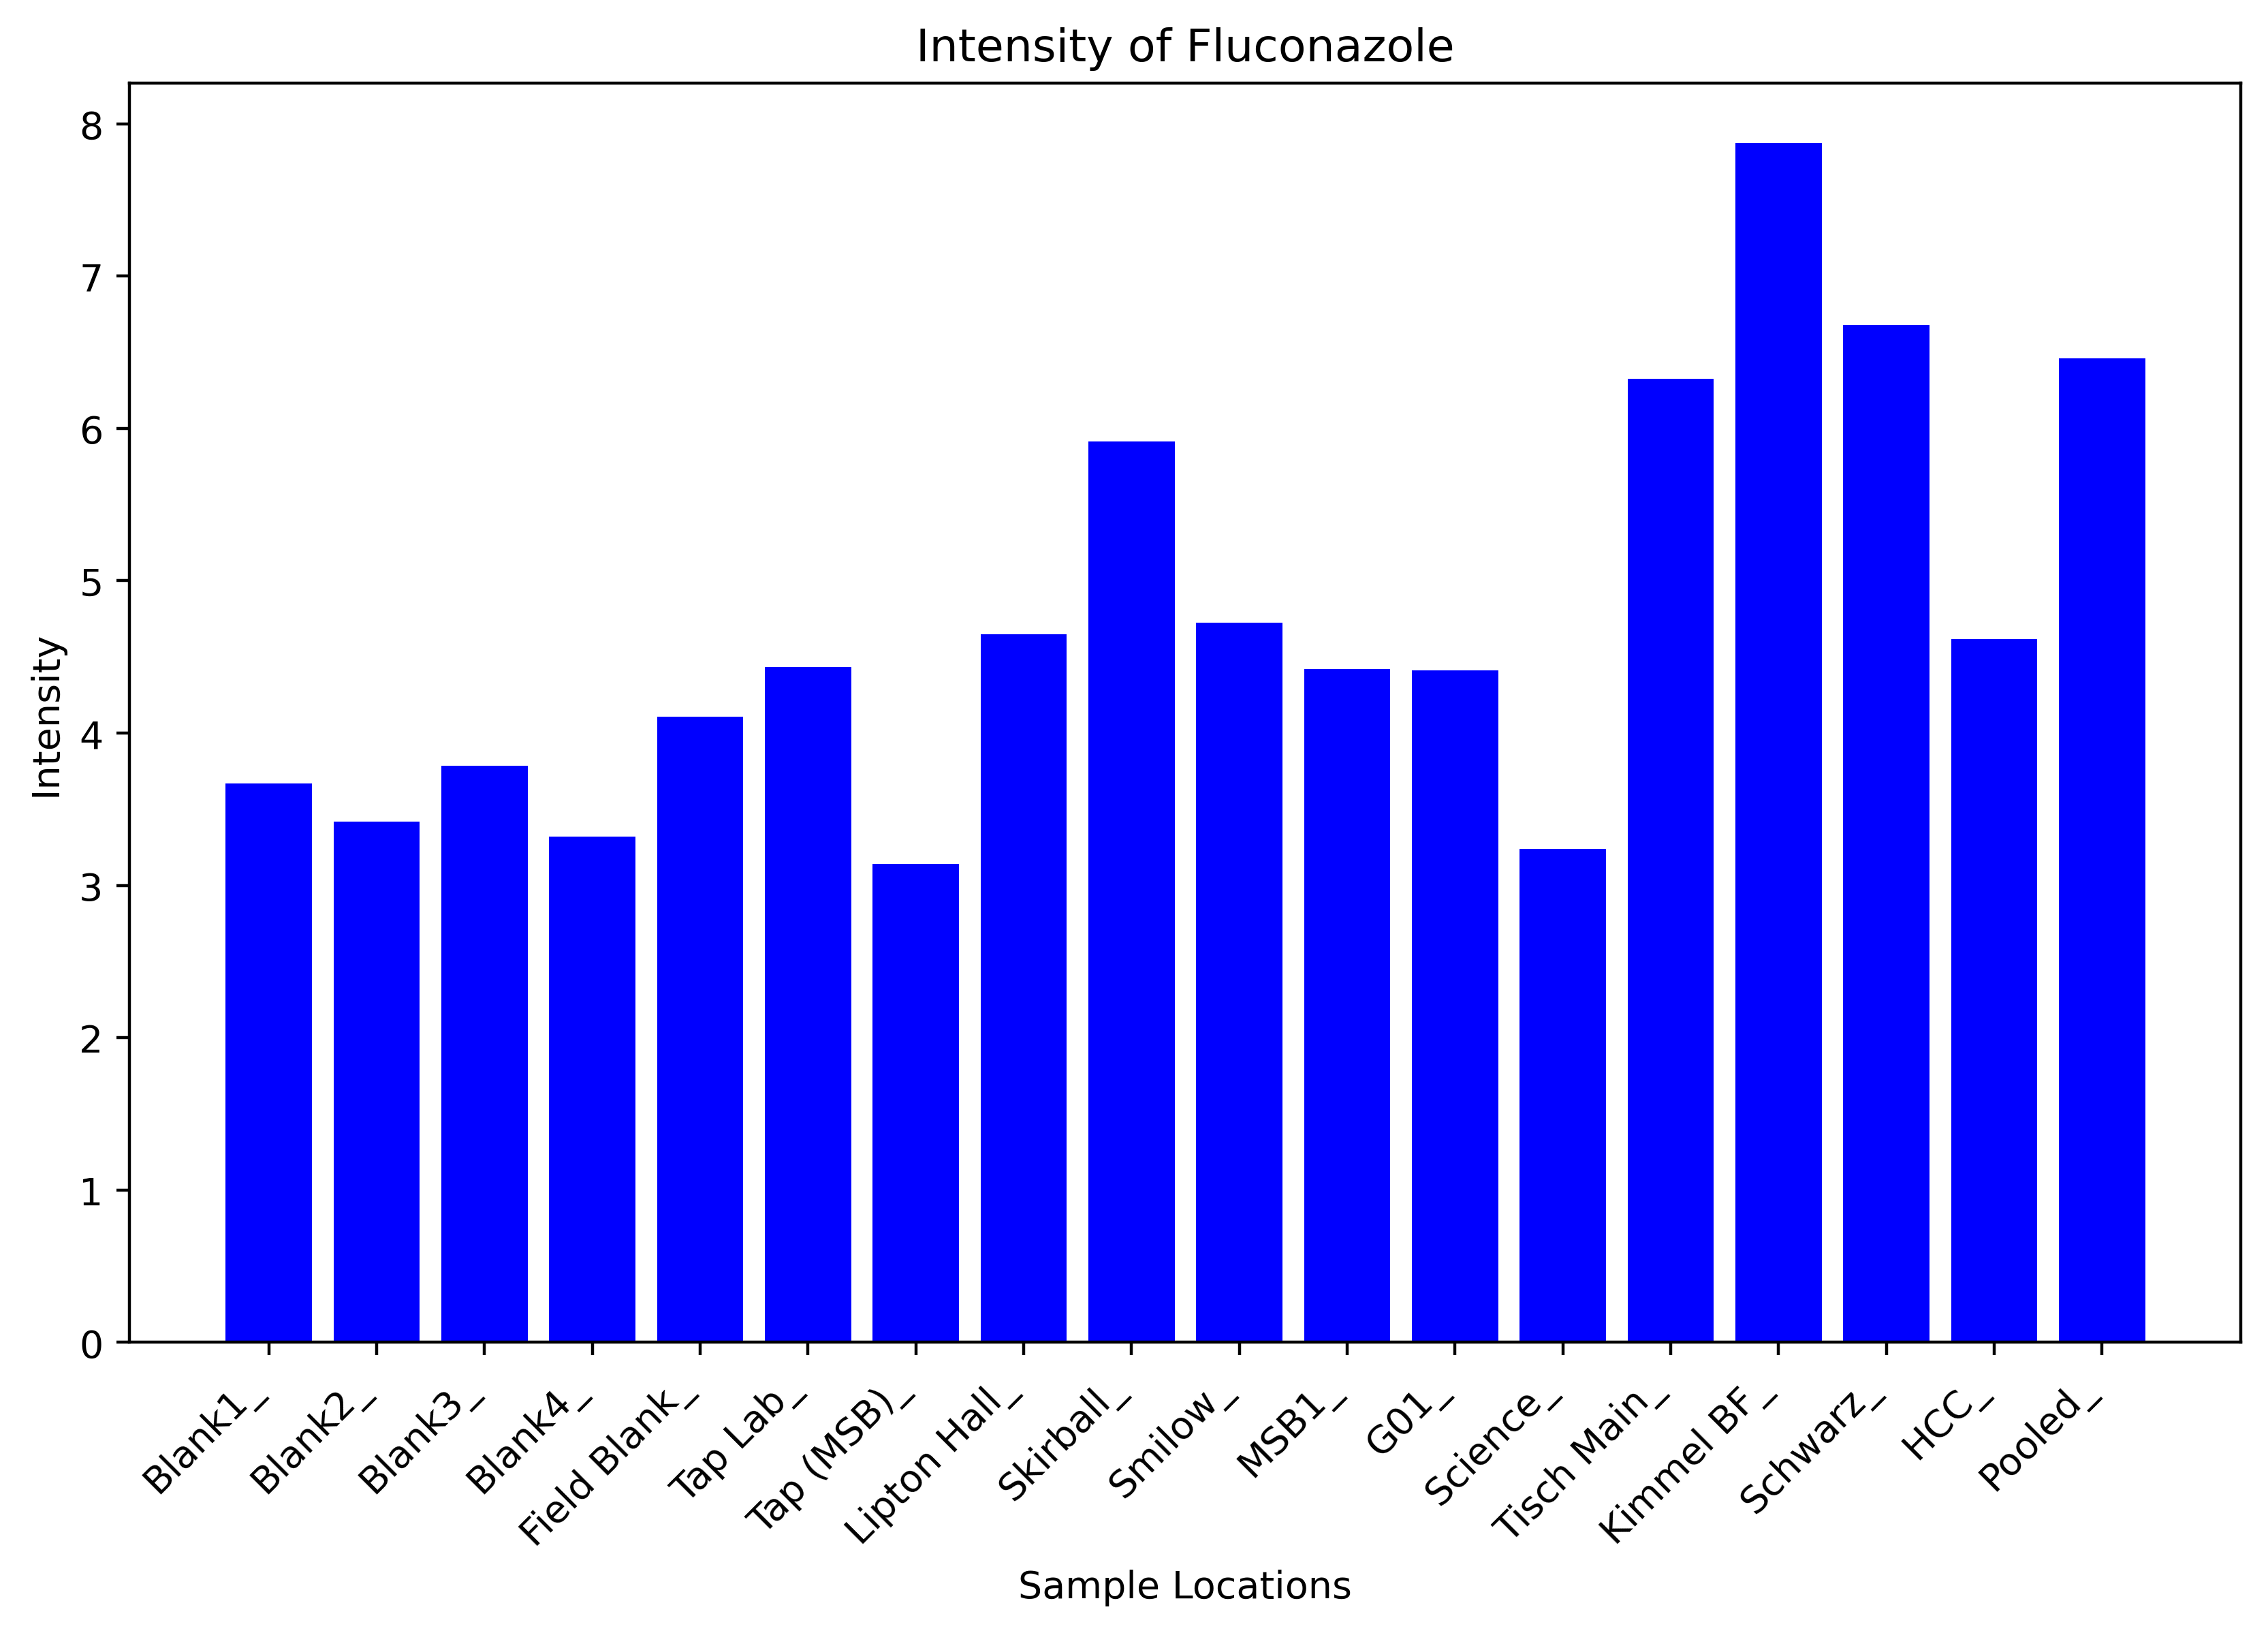 Intensity of Fluconazole
Intensity
8
7
6
5
4
3
2
1
0
Blank1_
Blank2_
Blank3_
Blank4_
Field Blank_
Tap Lab_
Tap (MSB)_
Lipton Hall_
Skirball_
Smilow_
MSB1_
G01_
Science_
Tisch Main_
Kimmel BF_
Schwarz_
HCC_
Pooled_
Sample Locations